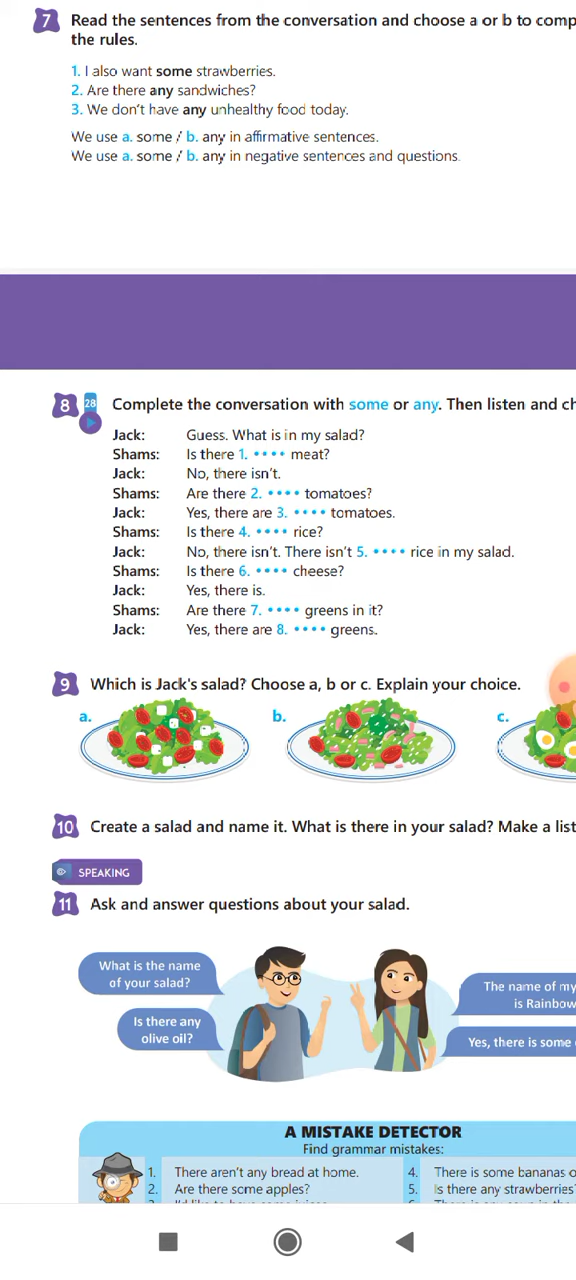 7 Read the sentences from the conversation and choose a or b to comp
the rules.
1. I also want some strawberries.
2. Are there any sandwiches?
3. We don't have any unhealthy food today.
We use a. some / b. any in affirmative sentences.
We use a. some / b. any in negative sentences and questions.
8 28 Complete the conversation with some or any. Then listen and ch
Jack: Guess. What is in my salad?
Shams: Is there 1. •••• meat?
Jack: No, there isn't.
Shams: Are there 2. •••• tomatoes?
Jack: Yes, there are 3. •••• tomatoes.
Shams: Is there 4. •••• rice?
Jack: No, there isn't. There isn't 5. •••• rice in my salad.
Shams: Is there 6. •••• cheese?
Jack: Yes, there is.
Shams: Are there 7. •••• greens in it?
Jack: Yes, there are 8. •••• greens.
9 Which is Jack's salad? Choose a, b or c. Explain your choice.
a. b. c.
10 Create a salad and name it. What is there in your salad? Make a list
SPEAKING
11 Ask and answer questions about your salad.
What is the name
of your salad?
Is there any
olive oil?
The name of my
is Rainbow
Yes, there is some
A MISTAKE DETECTOR
Find grammar mistakes:
1. There aren't any bread at home.
2. Are there some apples?
4. There is some bananas o
5. Is there any strawberries?